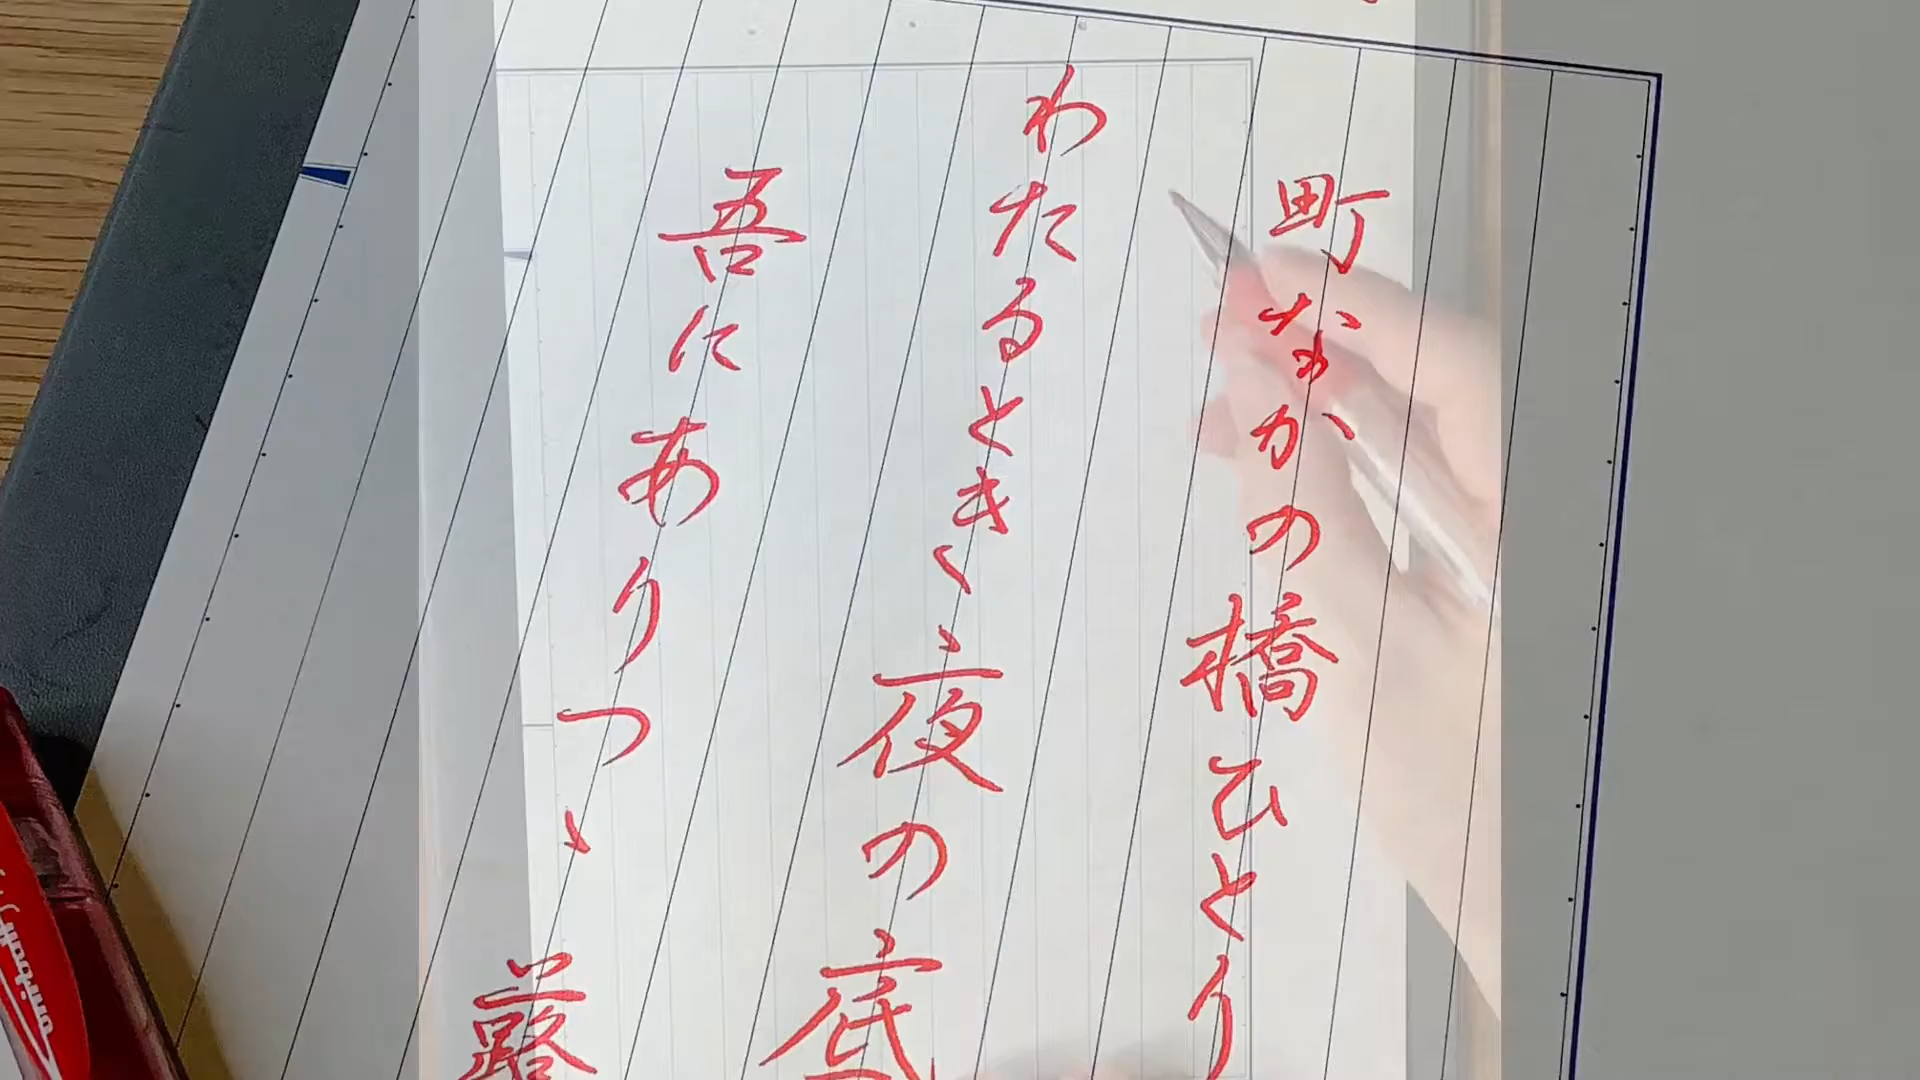 町なかの橋ひとり
わたるとき夜の底
吾にありつゝ蕗